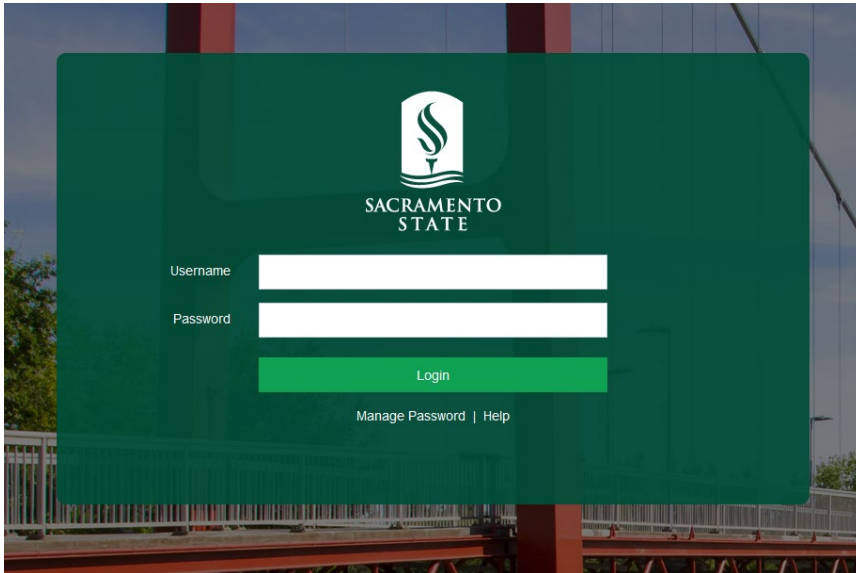 SACRAMENTO
STATE
Username
Password
Login
Manage Password | Help